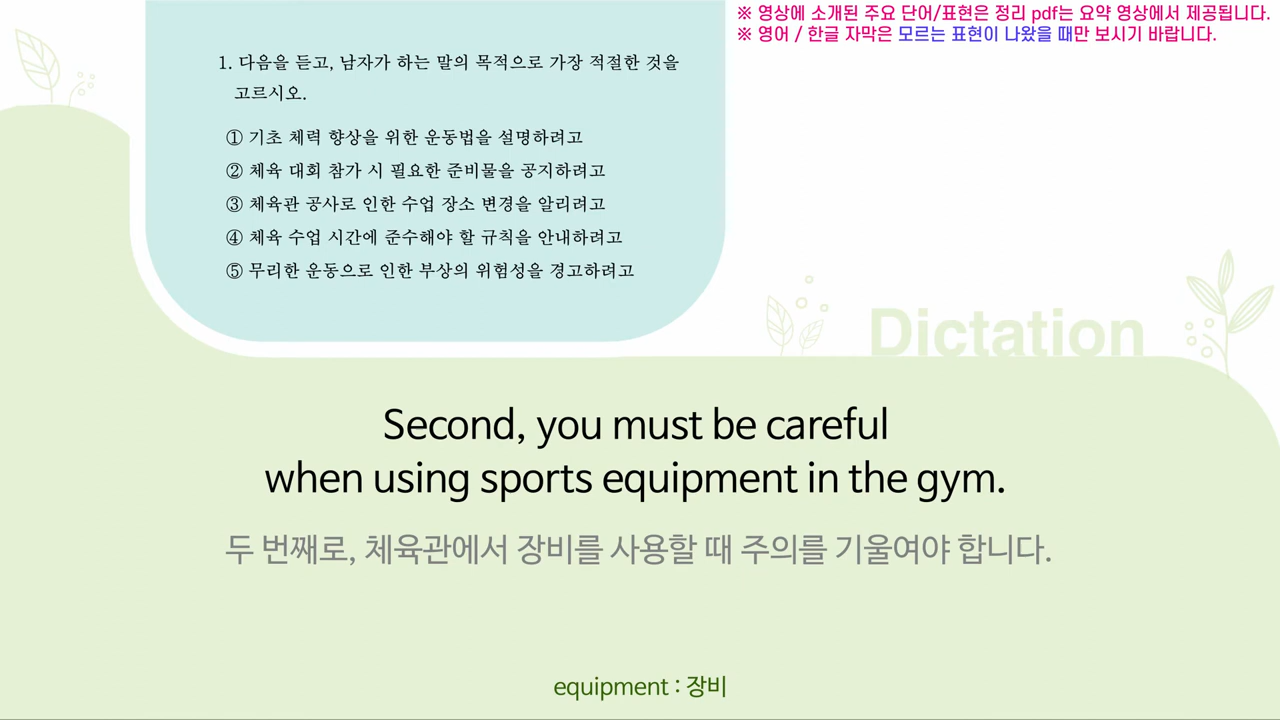 ※ 영상에 소개된 주요 단어/표현은 정리 pdf는 요약 영상에서 제공됩니다.
※ 영어 / 한글 자막은 모르는 표현이 나왔을 때만 보시기 바랍니다.
1. 다음을 듣고, 남자가 하는 말의 목적으로 가장 적절한 것을
고르시오.
① 기초 체력 향상을 위한 운동법을 설명하려고
② 체육 대회 참가 시 필요한 준비물을 공지하려고
③ 체육관 공사로 인한 수업 장소 변경을 알리려고
④ 체육 수업 시간에 준수해야 할 규칙을 안내하려고
⑤ 무리한 운동으로 인한 부상의 위험성을 경고하려고
Dictation
Second, you must be careful
when using sports equipment in the gym.
두 번째로, 체육관에서 장비를 사용할 때 주의를 기울여야 합니다.
equipment : 장비